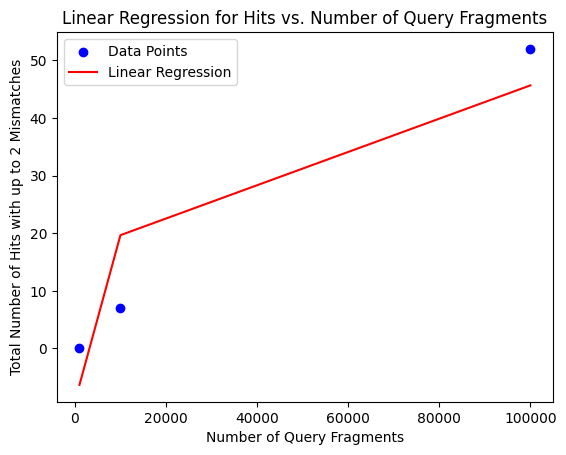 Linear Regression for Hits vs. Number of Query Fragments
Data Points
Linear Regression
Total Number of Hits with up to 2 Mismatches
50
40
30
20
10
0
0 20000 40000 60000 80000 100000
Number of Query Fragments